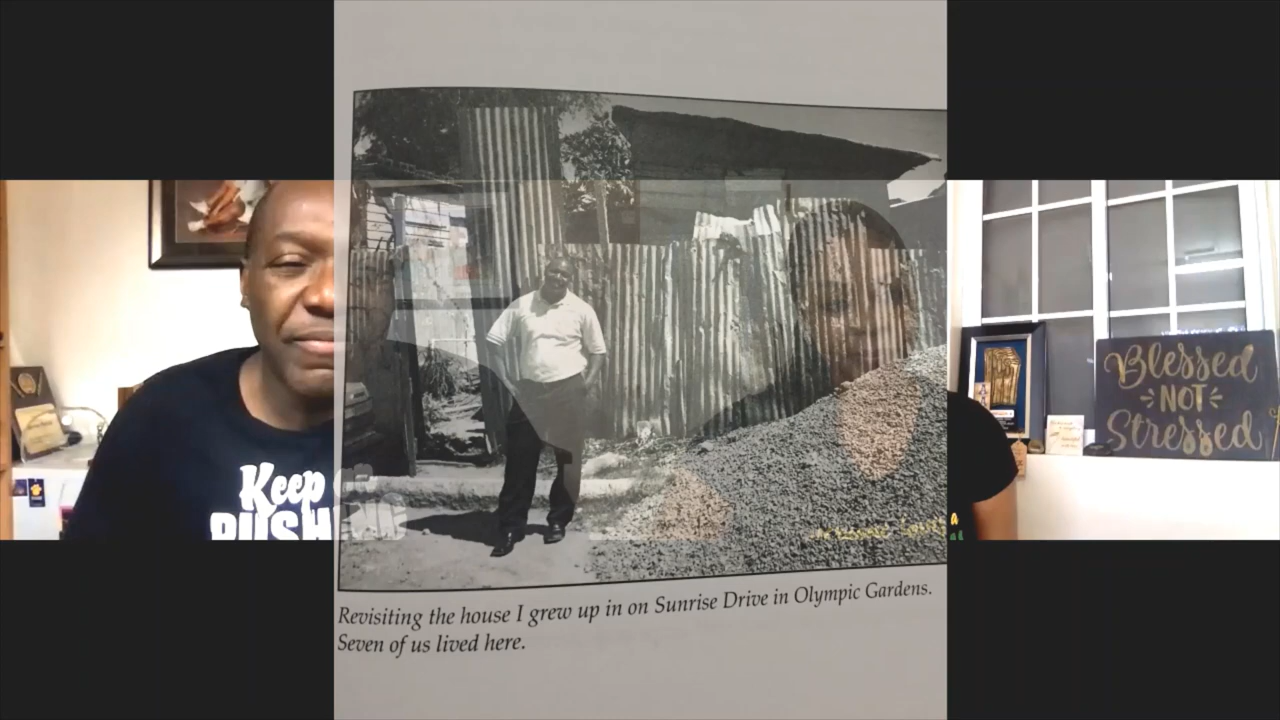 Keep
PUSHING
Blessed
NOT
Stressed
Revisiting the house I grew up in on Sunrise Drive in Olympic Gardens.
Seven of us lived here.